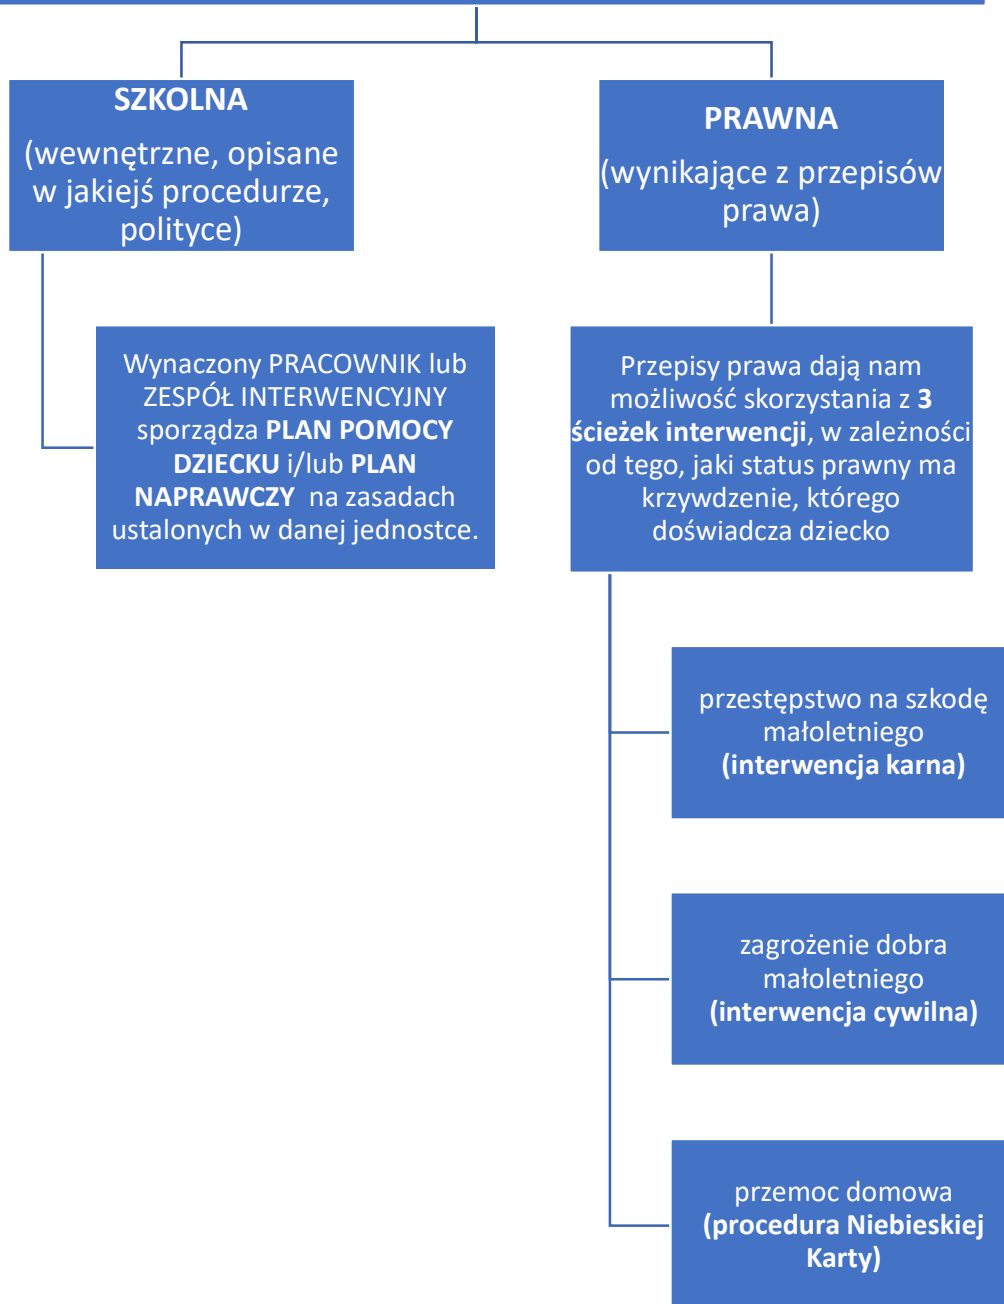 SZKOLNA
(wewnętrzne, opisane
w jakiejś procedurze,
polityce)
PRAWNA
(wynikające z przepisów
prawa)
Wynaczony PRACOWNIK lub
ZESPÓŁ INTERWENCYJNY
sporządza PLAN POMOCY
DZIECKU i/lub PLAN
NAPRAWCZY na zasadach
ustalonych w danej jednostce.
Przepisy prawa dają nam
możliwość skorzystania z 3
ścieżek interwencji, w zależności
od tego, jaki status prawny ma
krzywdzenie, którego
doświadcza dziecko
przestępstwo na szkodę
małoletniego
(interwencja karna)
zagrożenie dobra
małoletniego
(interwencja cywilna)
przemoc domowa
(procedura Niebieskiej
Karty)